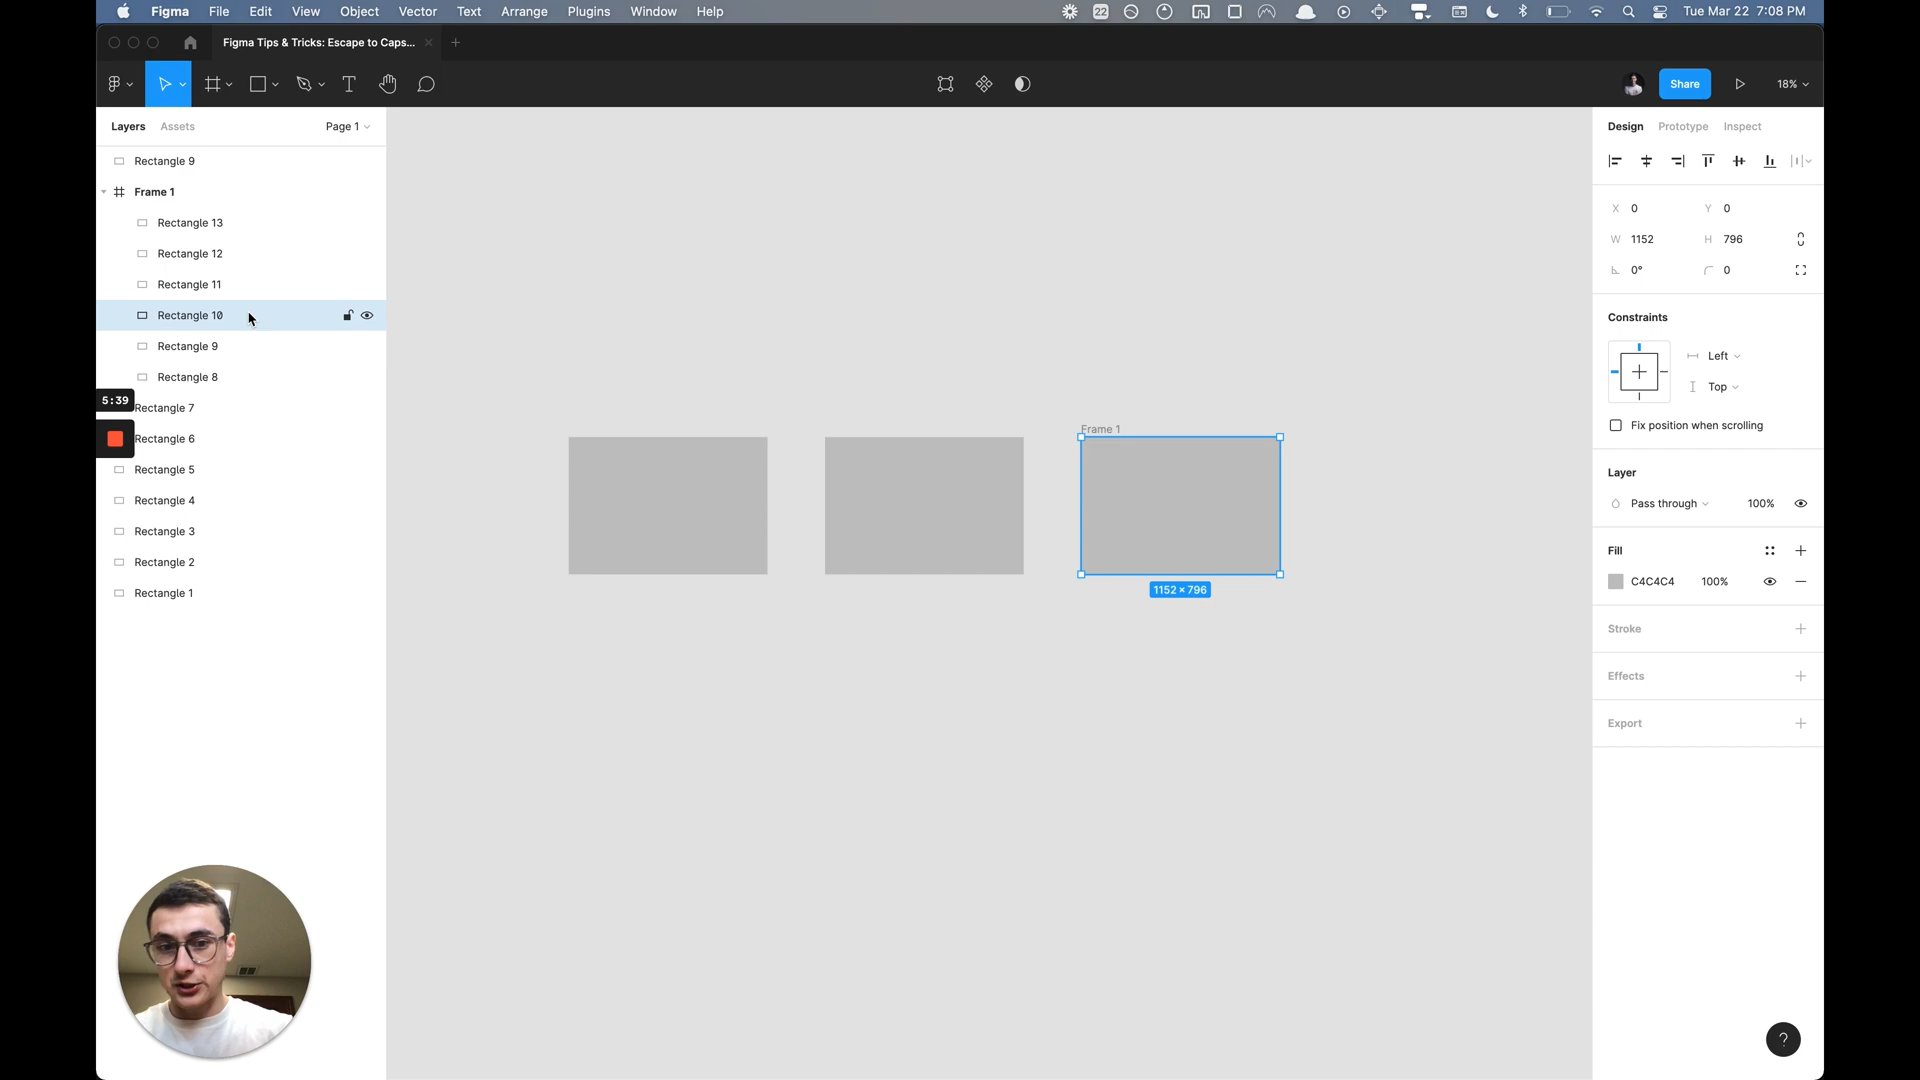 Figma File Edit View Object Vector Text Arrange Plugins Window Help 22 Tue Mar 22 7:08 PM
Figma Tips & Tricks: Escape to Caps...
Share 18%
Layers Assets Page 1
Rectangle 9
Frame 1
Rectangle 13
Rectangle 12
Rectangle 11
Rectangle 10
Rectangle 9
Rectangle 8
5:39
Rectangle 7
Rectangle 6
Rectangle 5
Rectangle 4
Rectangle 3
Rectangle 2
Rectangle 1
Frame 1
1152 × 796
Design Prototype Inspect
X 0 Y 0
W 1152 H 796
0° 0
Constraints
Left
Top
Fix position when scrolling
Layer
Pass through 100%
Fill
C4C4C4 100%
Stroke
Effects
Export
?